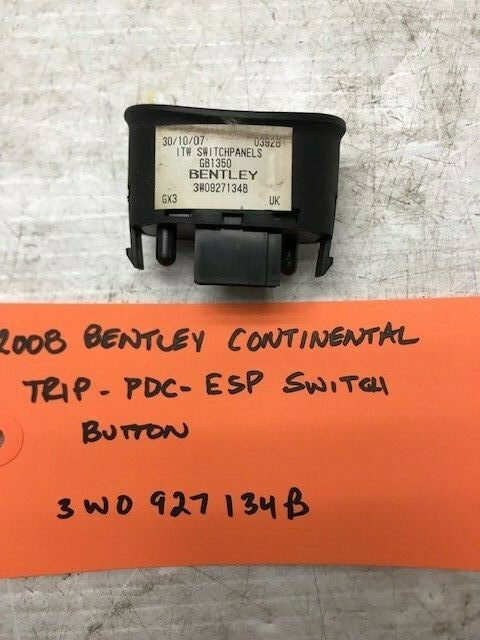 30/10/07 03928
ITW SWITCHPANELS
GB1350
BENTLEY
3W0927134B
GX3 UK
2008 BENTLEY CONTINENTAL
TRIP - PDC - ESP SWITCH
BUTTON
3W0 927 134B